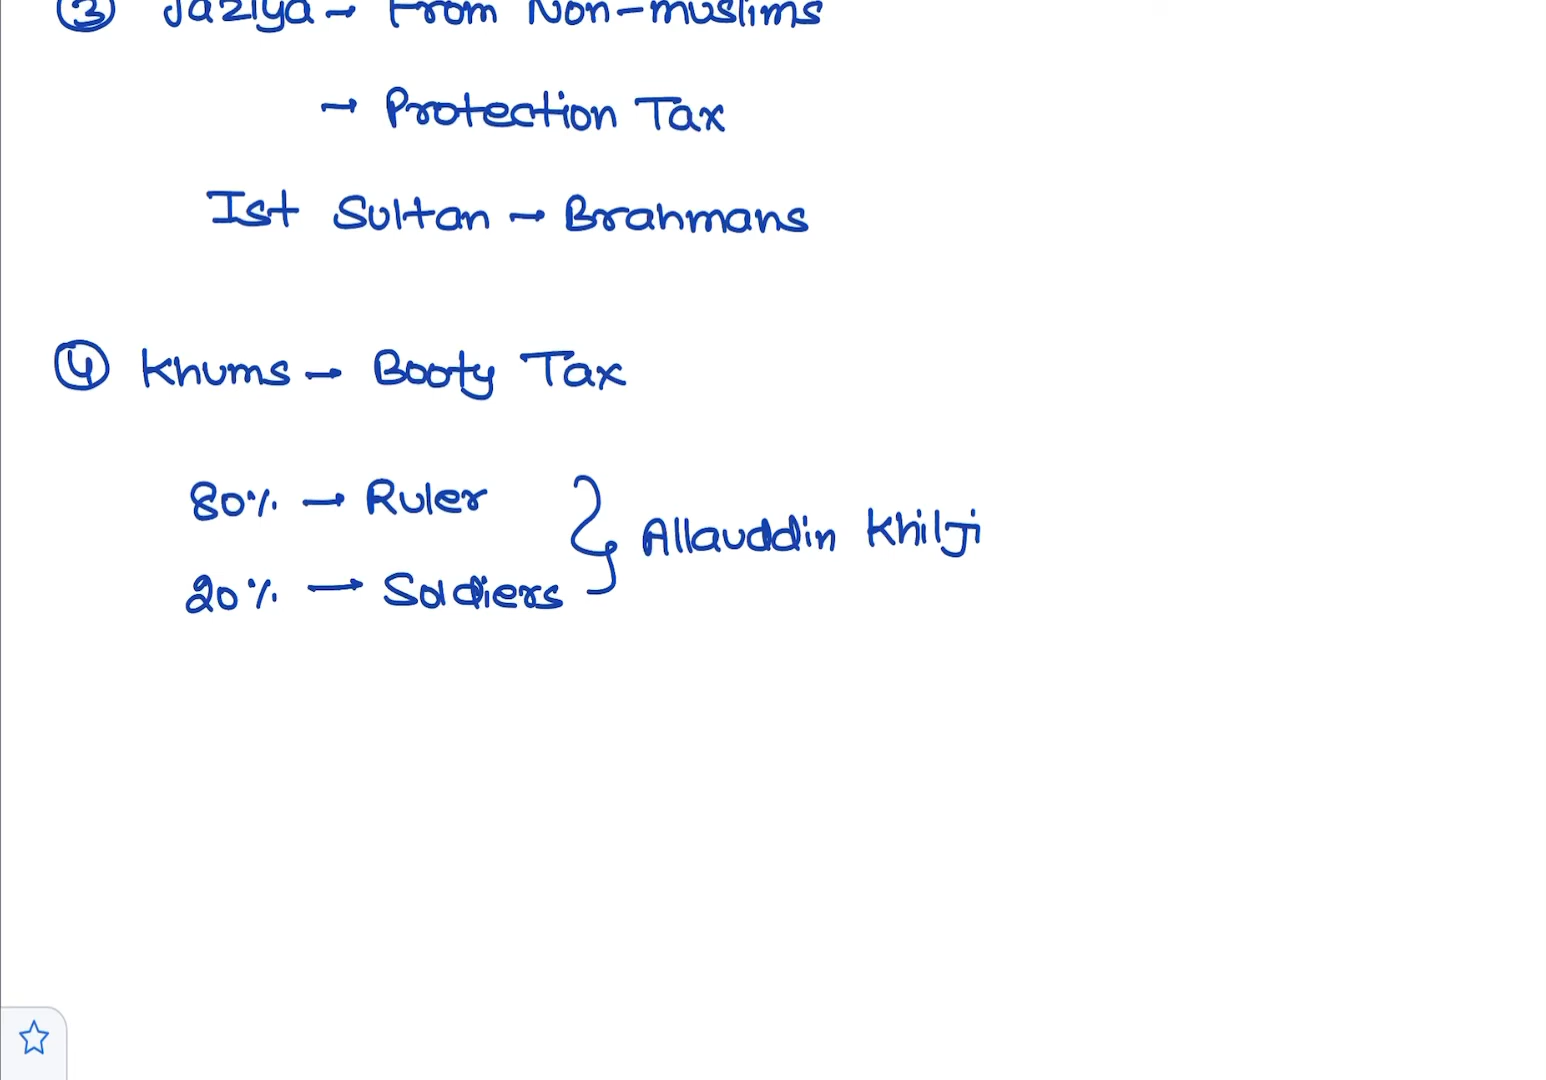 ③ Jaziya → From Non-muslims
→ Protection Tax
Ist Sultan → Brahmans
④ Khums → Booty Tax
80% → Ruler
20% → Soldiers } Allauddin Khilji